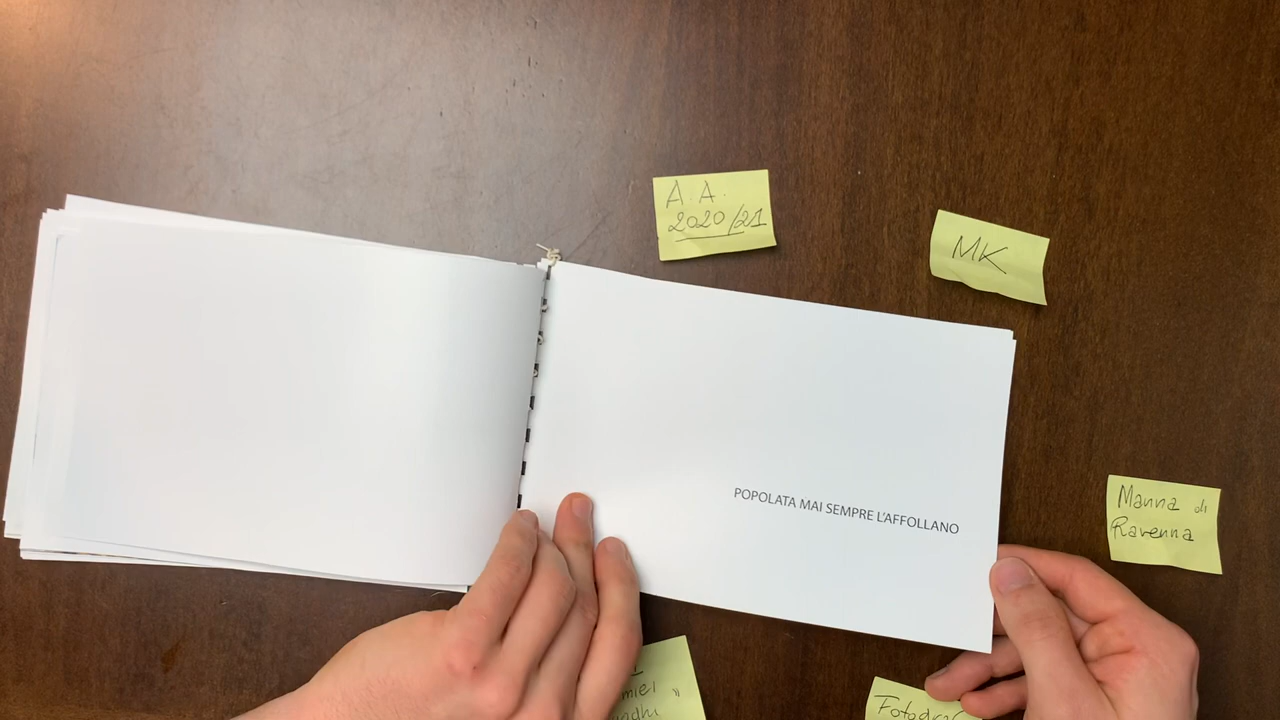 A.A.
2020/21
MK
POPOLATA MAI SEMPRE L'AFFOLLANO
Manna di
Ravenna